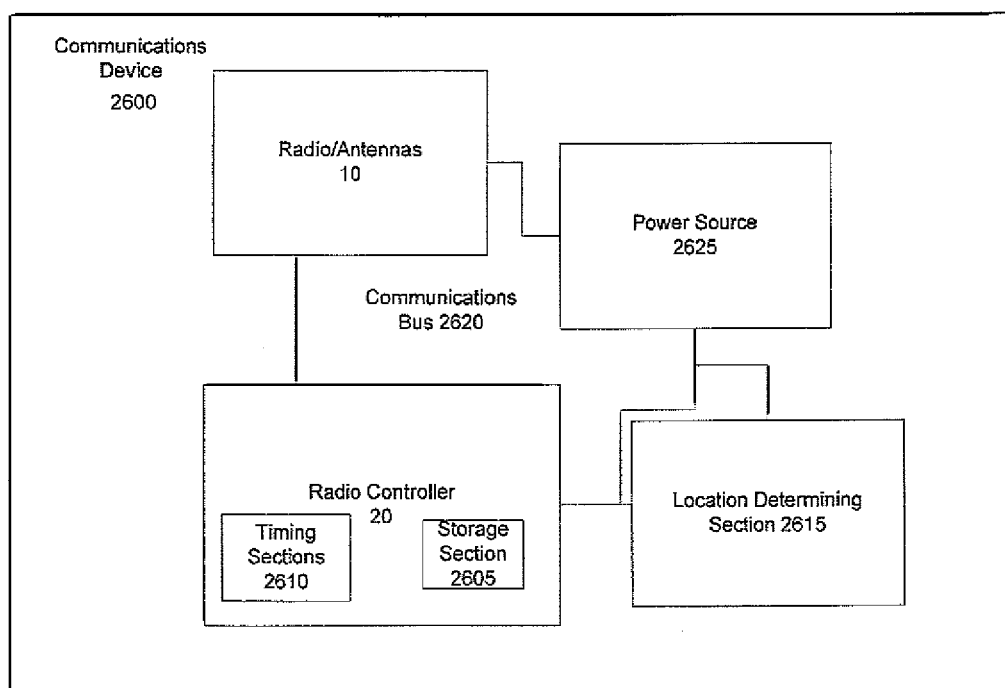 Communications
Device
2600
Radio/Antennas
10
Power Source
2625
Communications
Bus 2620
Radio Controller
20
Timing
Sections
2610
Storage
Section
2605
Location Determining
Section 2615